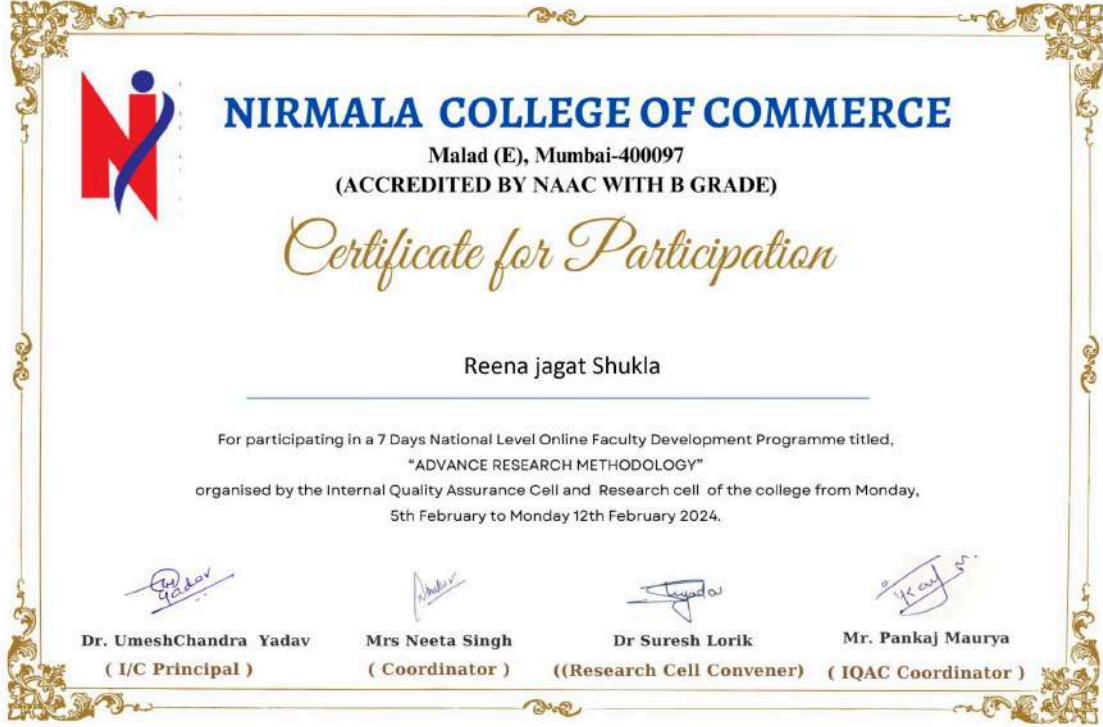 NIRMALA COLLEGE OF COMMERCE
Malad (E), Mumbai-400097
(ACCREDITED BY NAAC WITH B GRADE)
Certificate for Participation
Reena jagat Shukla
For participating in a 7 Days National Level Online Faculty Development Programme titled,
“ADVANCE RESEARCH METHODOLOGY”
organised by the Internal Quality Assurance Cell and Research cell of the college from Monday,
5th February to Monday 12th February 2024.
Dr. UmeshChandra Yadav
( I/C Principal )
Mrs Neeta Singh
( Coordinator )
Dr Suresh Lorik
((Research Cell Convener)
Mr. Pankaj Maurya
( IQAC Coordinator )